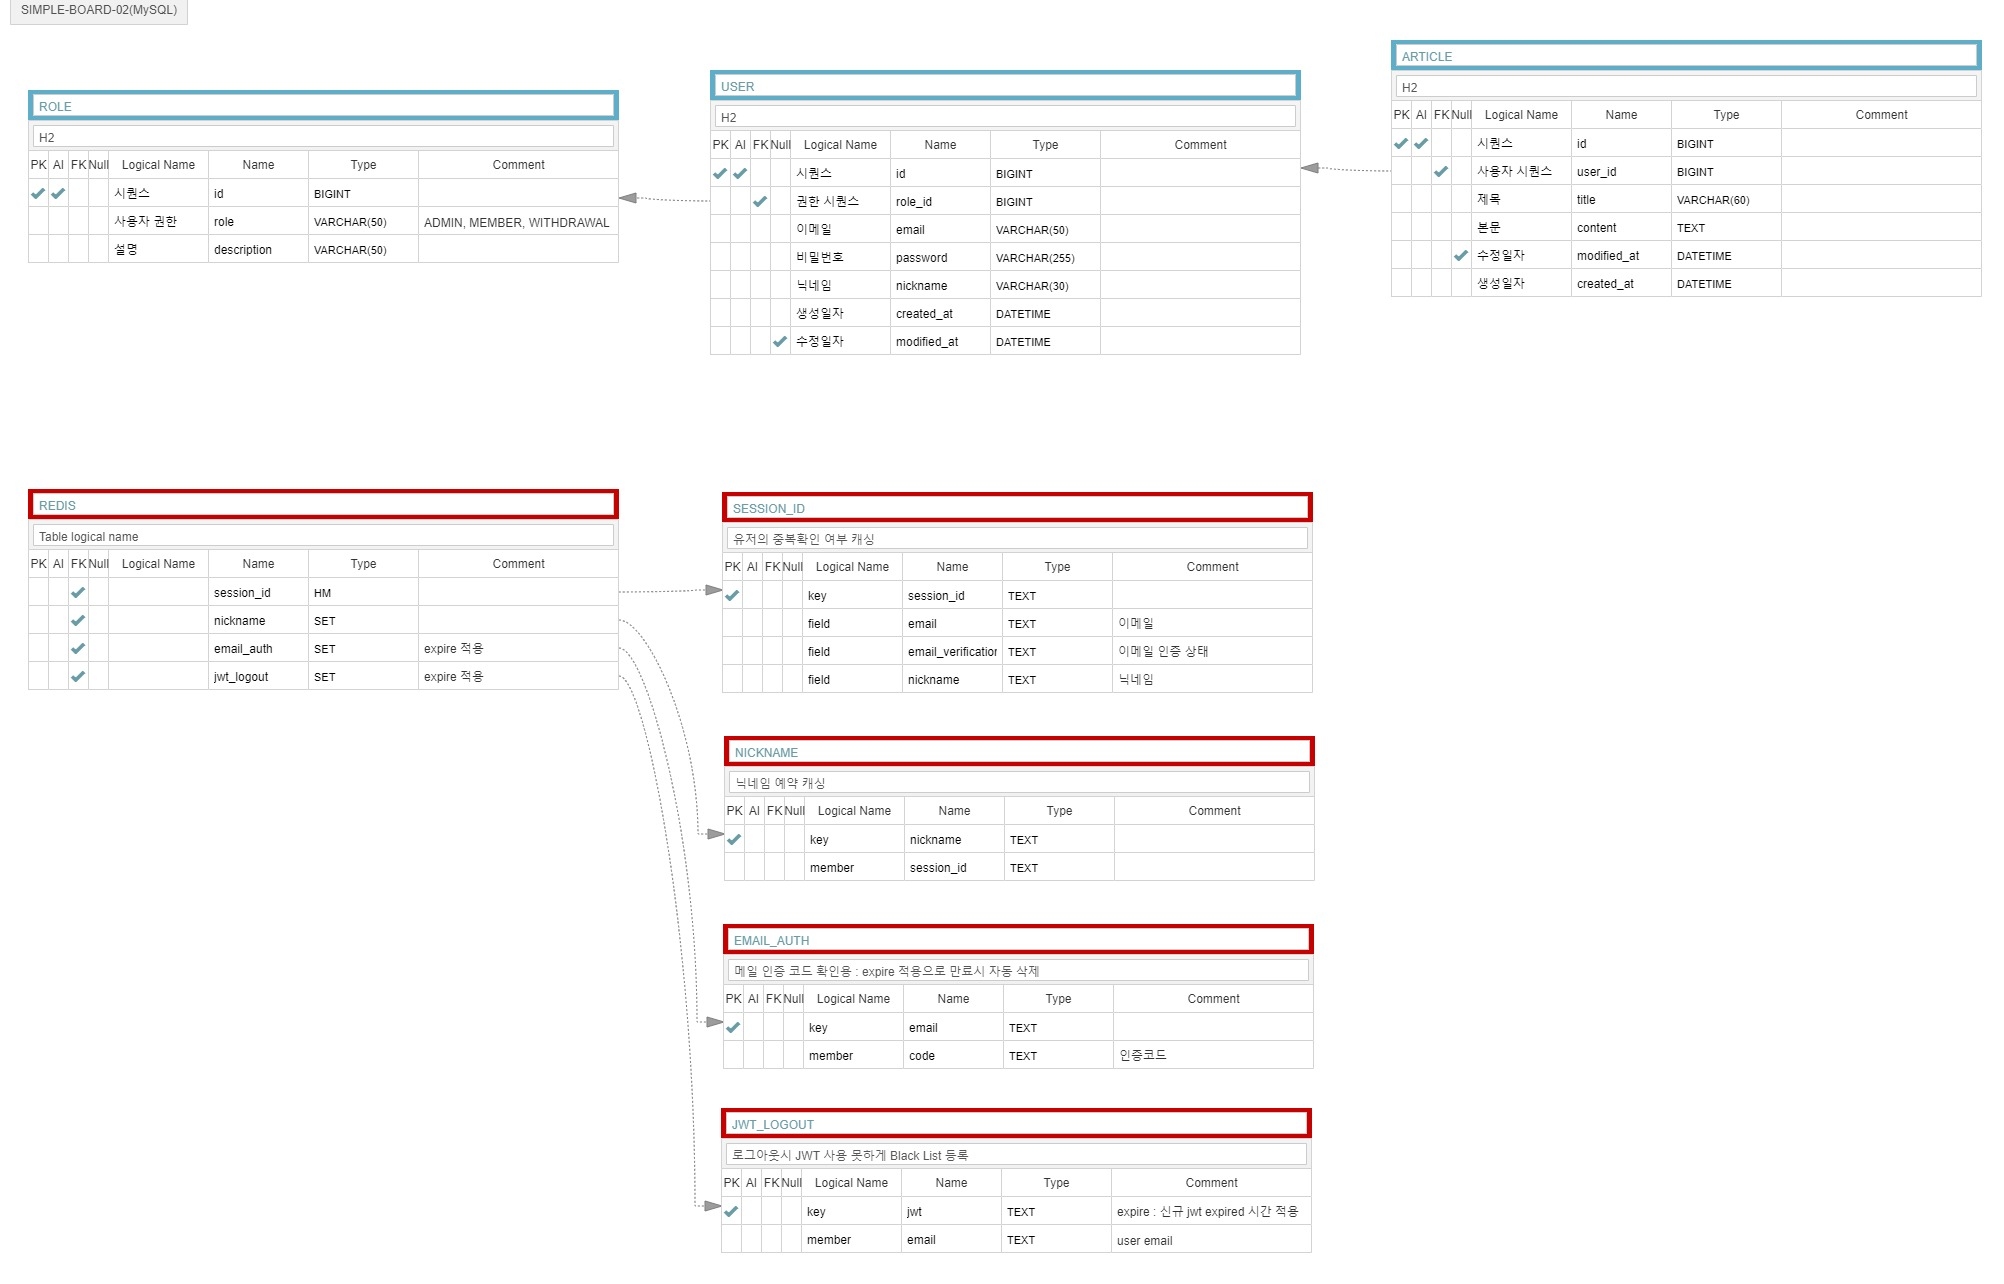 SIMPLE-BOARD-02(MySQL)
ROLE
H2
PK AI FK Null Logical Name Name Type Comment
시퀀스 id BIGINT
사용자 권한 role VARCHAR(50) ADMIN, MEMBER, WITHDRAWAL
설명 description VARCHAR(50)
USER
H2
PK AI FK Null Logical Name Name Type Comment
시퀀스 id BIGINT
권한 시퀀스 role_id BIGINT
이메일 email VARCHAR(50)
비밀번호 password VARCHAR(255)
닉네임 nickname VARCHAR(30)
생성일자 created_at DATETIME
수정일자 modified_at DATETIME
ARTICLE
H2
PK AI FK Null Logical Name Name Type Comment
시퀀스 id BIGINT
사용자 시퀀스 user_id BIGINT
제목 title VARCHAR(60)
본문 content TEXT
수정일자 modified_at DATETIME
생성일자 created_at DATETIME
REDIS
Table logical name
PK AI FK Null Logical Name Name Type Comment
session_id HM
nickname SET
email_auth SET expire 적용
jwt_logout SET expire 적용
SESSION_ID
유저의 중복확인 여부 캐싱
PK AI FK Null Logical Name Name Type Comment
key session_id TEXT
field email TEXT 이메일
field email_verification TEXT 이메일 인증 상태
field nickname TEXT 닉네임
NICKNAME
닉네임 예약 캐싱
PK AI FK Null Logical Name Name Type Comment
key nickname TEXT
member session_id TEXT
EMAIL_AUTH
메일 인증 코드 확인용 : expire 적용으로 만료시 자동 삭제
PK AI FK Null Logical Name Name Type Comment
key email TEXT
member code TEXT 인증코드
JWT_LOGOUT
로그아웃시 JWT 사용 못하게 Black List 등록
PK AI FK Null Logical Name Name Type Comment
key jwt TEXT expire : 신규 jwt expired 시간 적용
member email TEXT user email